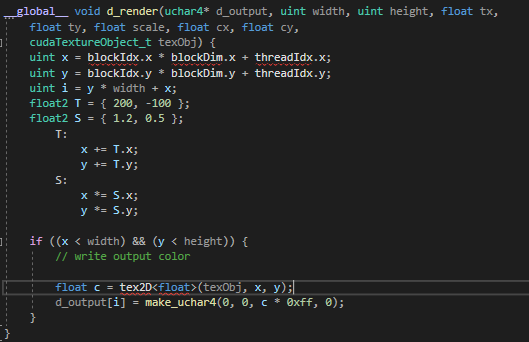 __global__ void d_render(uchar4* d_output, uint width, uint height, float tx,
float ty, float scale, float cx, float cy,
cudaTextureObject_t texObj) {
uint x = blockIdx.x * blockDim.x + threadIdx.x;
uint y = blockIdx.y * blockDim.y + threadIdx.y;
uint i = y * width + x;
float2 T = { 200, -100 };
float2 S = { 1.2, 0.5 };
T:
x += T.x;
y += T.y;
S:
x *= S.x;
y *= S.y;
if ((x < width) && (y < height)) {
// write output color
float c = tex2D<float>(texObj, x, y);
d_output[i] = make_uchar4(0, 0, c * 0xff, 0);
}
}